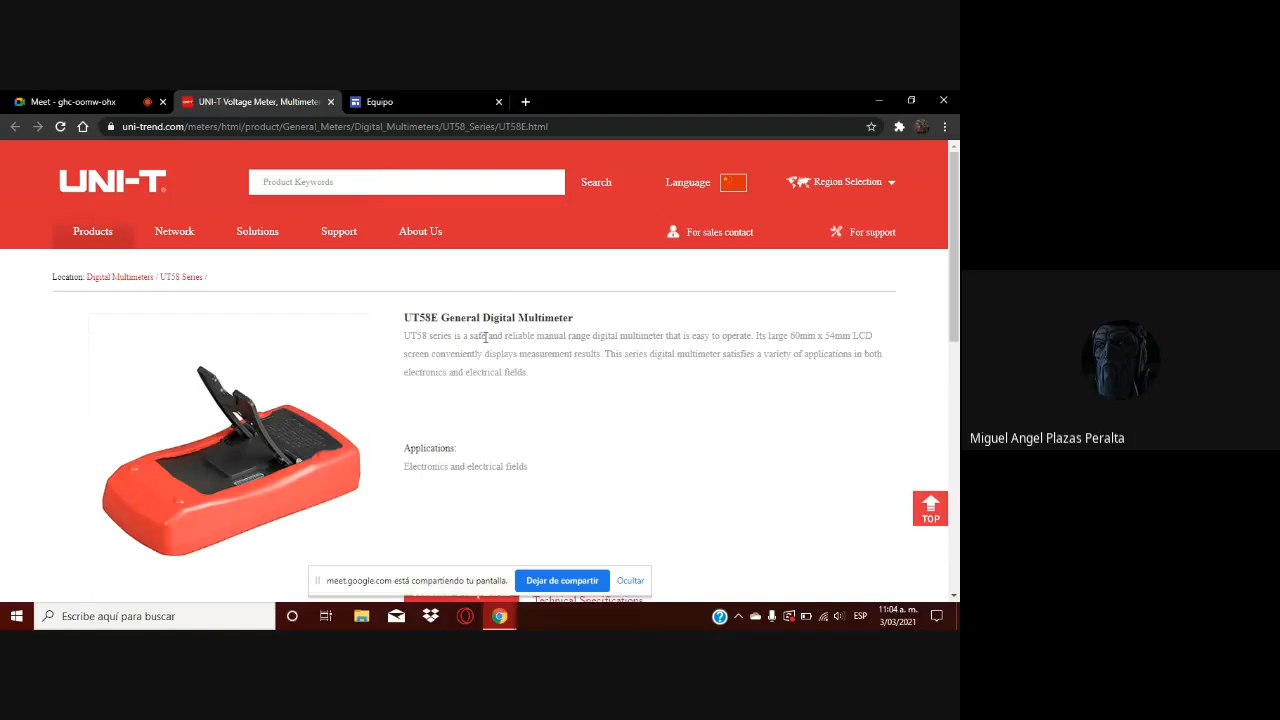 Meet - ghc-oomw-ohx
UNI-T Voltage Meter, Multimete
Equipo
uni-trend.com/meters/html/product/General_Meters/Digital_Multimeters/UT58_Series/UT58E.html
UNI-T®
Product Keywords
Search
Language
Region Selection
Products
Network
Solutions
Support
About Us
For sales contact
For support
Location: Digital Multimeters / UT58 Series /
UT58E General Digital Multimeter
UT58 series is a safe and reliable manual range digital multimeter that is easy to operate. Its large 60mm x 54mm LCD
screen conveniently displays measurement results. This series digital multimeter satisfies a variety of applications in both
electronics and electrical fields.
Applications:
Electronics and electrical fields
TOP
Miguel Angel Plazas Peralta
meet.google.com está compartiendo tu pantalla.
Dejar de compartir
Ocultar
Technical Specifications
Escribe aquí para buscar
ESP
11:04 a. m.
3/03/2021